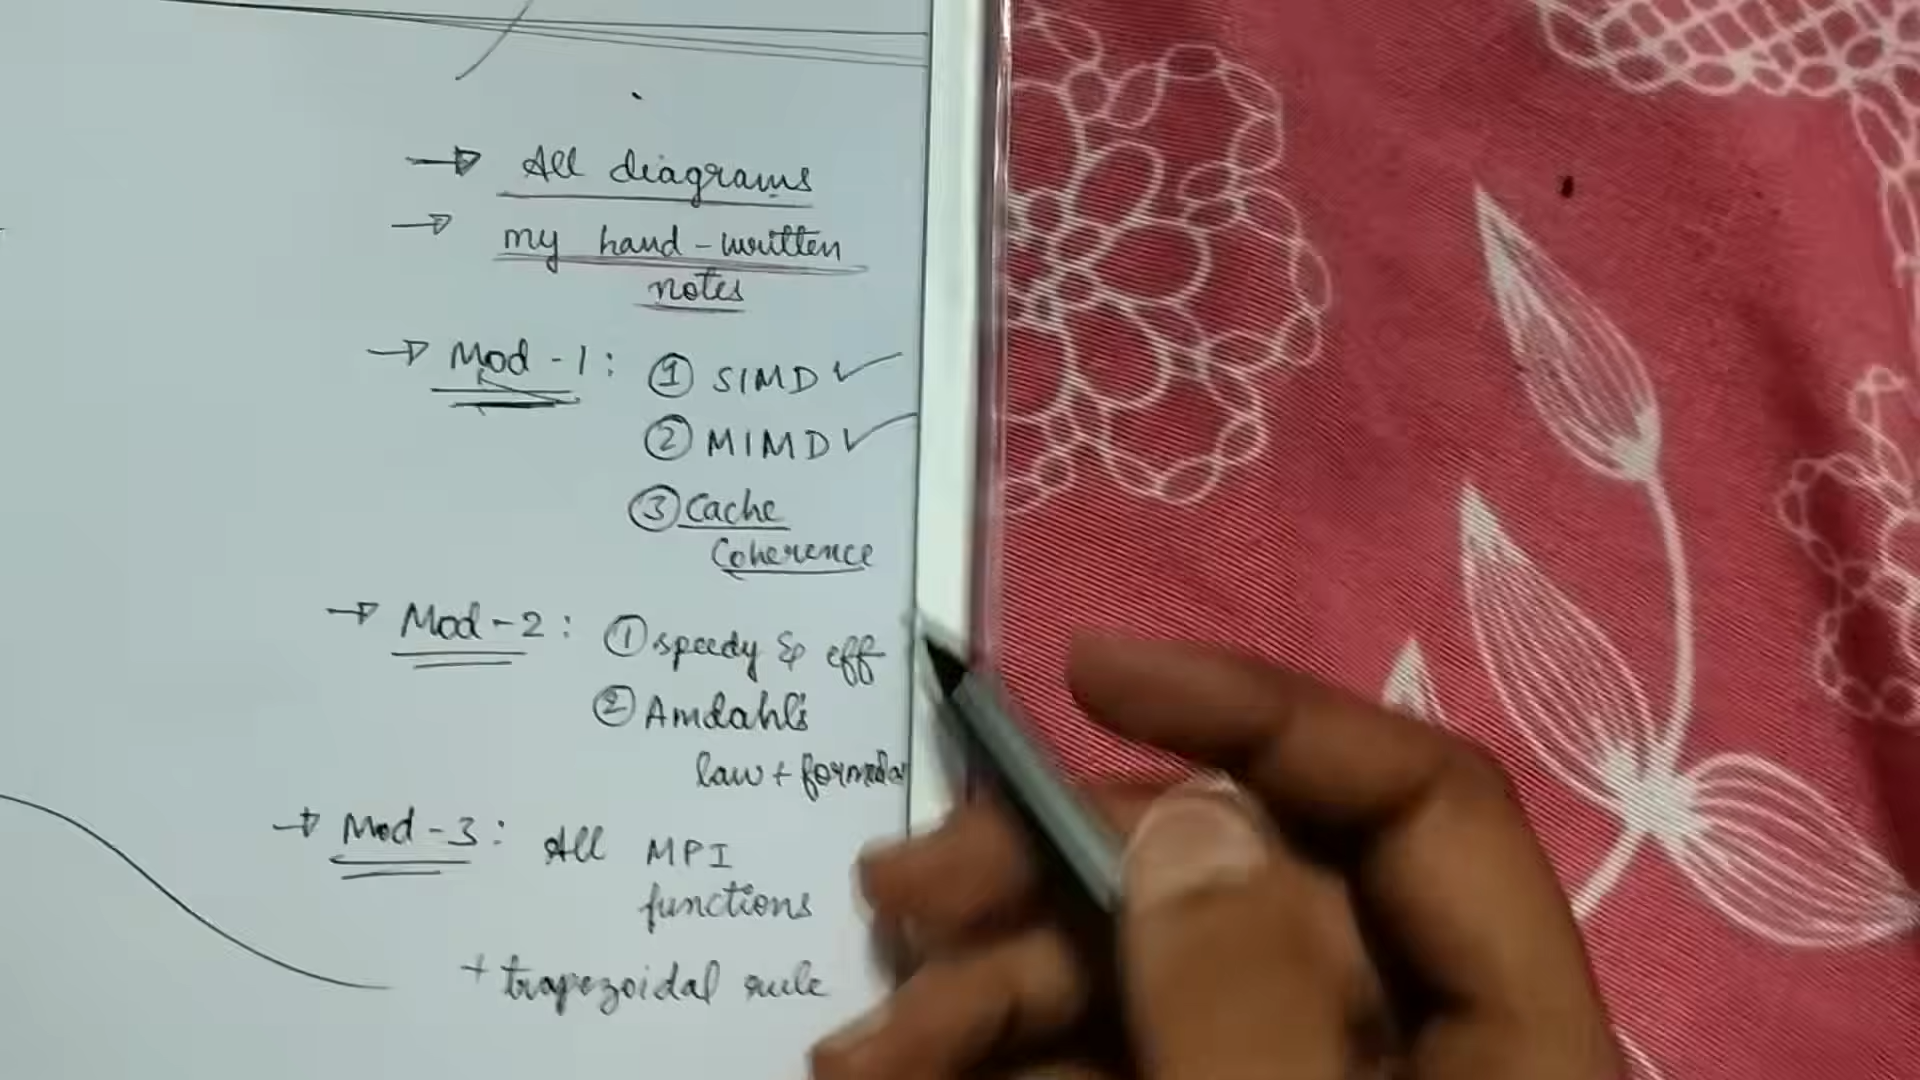 → All diagrams
→ my hand-written
notes
→ Mod-1: ① SIMD ✓
② MIMD ✓
③ Cache
Coherence
→ Mod-2: ① speedy & eff
② Amdahl's
law + formula
→ Mod-3: All MPI
functions
+ trapezoidal rule